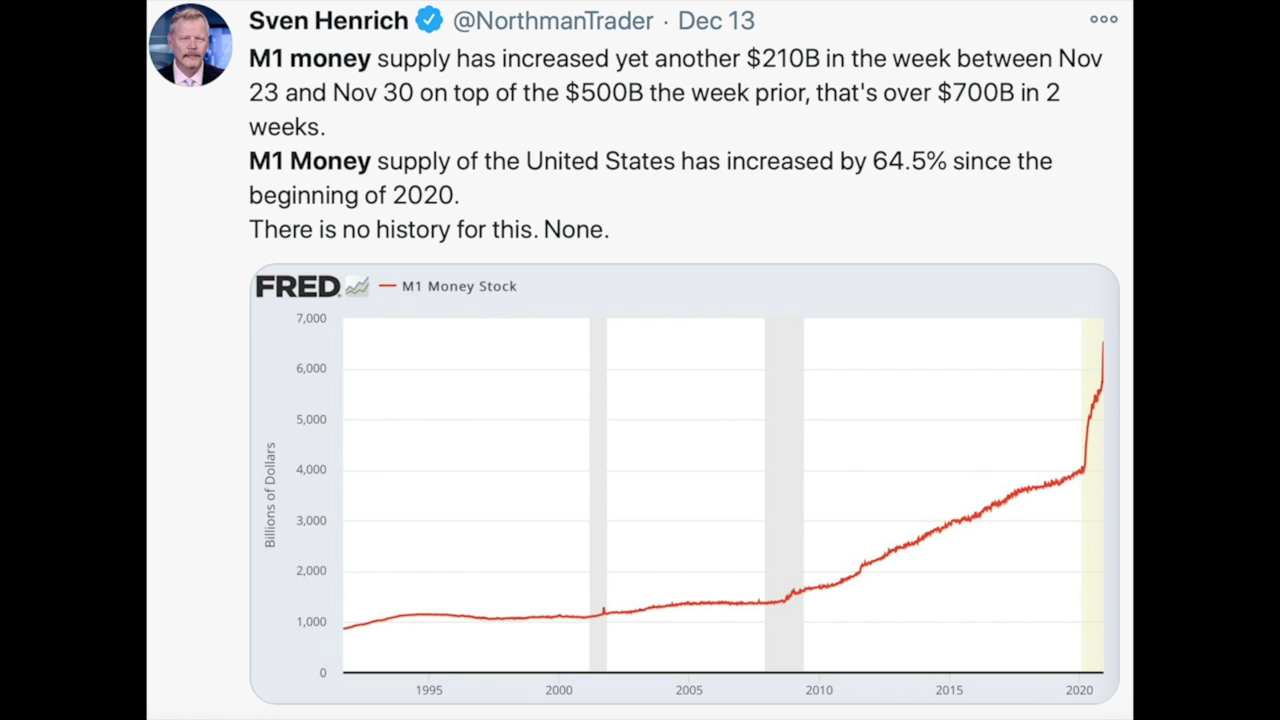 Sven Henrich @NorthmanTrader · Dec 13
M1 money supply has increased yet another $210B in the week between Nov
23 and Nov 30 on top of the $500B the week prior, that's over $700B in 2
weeks.
M1 Money supply of the United States has increased by 64.5% since the
beginning of 2020.
There is no history for this. None.
FRED — M1 Money Stock
7,000
6,000
5,000
4,000
3,000
2,000
1,000
0
Billions of Dollars
1995 2000 2005 2010 2015 2020